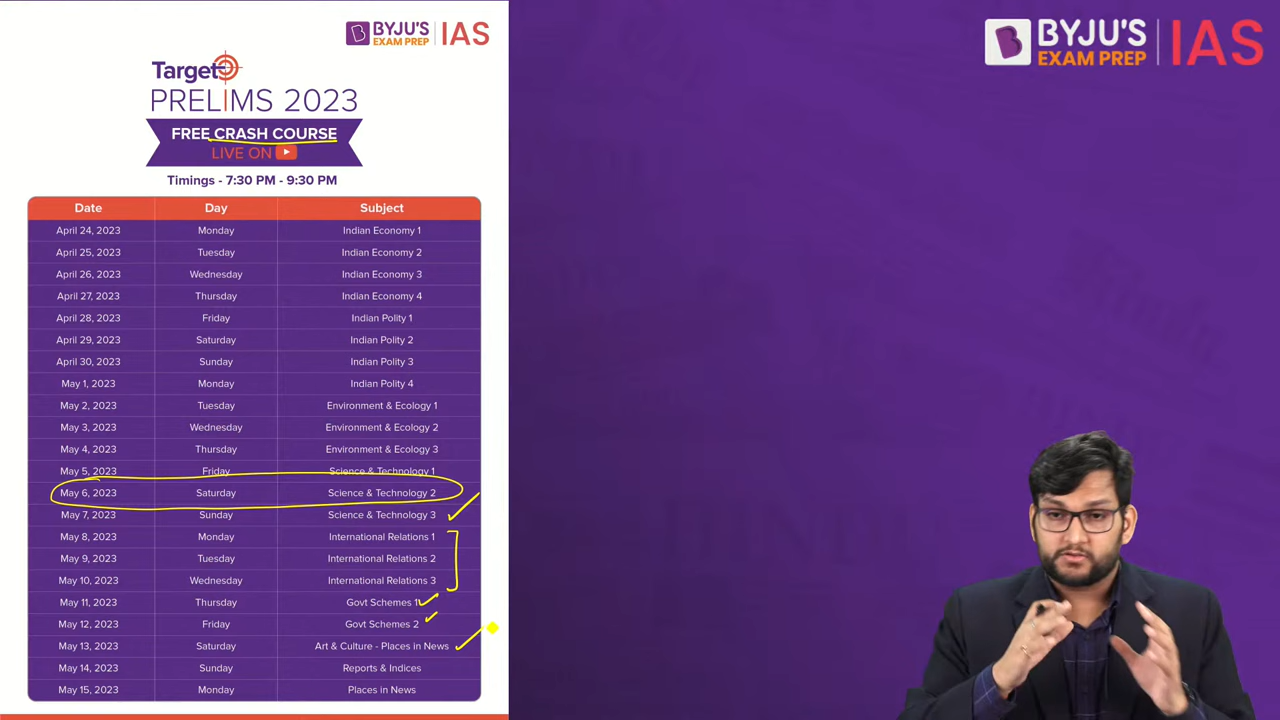 BYJU'S
EXAM PREP
IAS
BYJU'S
EXAM PREP
IAS
Target
PRELIMS 2023
FREE CRASH COURSE
LIVE ON
Timings - 7:30 PM - 9:30 PM
Date Day Subject
April 24, 2023 Monday Indian Economy 1
April 25, 2023 Tuesday Indian Economy 2
April 26, 2023 Wednesday Indian Economy 3
April 27, 2023 Thursday Indian Economy 4
April 28, 2023 Friday Indian Polity 1
April 29, 2023 Saturday Indian Polity 2
April 30, 2023 Sunday Indian Polity 3
May 1, 2023 Monday Indian Polity 4
May 2, 2023 Tuesday Environment & Ecology 1
May 3, 2023 Wednesday Environment & Ecology 2
May 4, 2023 Thursday Environment & Ecology 3
May 5, 2023 Friday Science & Technology 1
May 6, 2023 Saturday Science & Technology 2
May 7, 2023 Sunday Science & Technology 3
May 8, 2023 Monday International Relations 1
May 9, 2023 Tuesday International Relations 2
May 10, 2023 Wednesday International Relations 3
May 11, 2023 Thursday Govt Schemes 1
May 12, 2023 Friday Govt Schemes 2
May 13, 2023 Saturday Art & Culture - Places in News
May 14, 2023 Sunday Reports & Indices
May 15, 2023 Monday Places in News